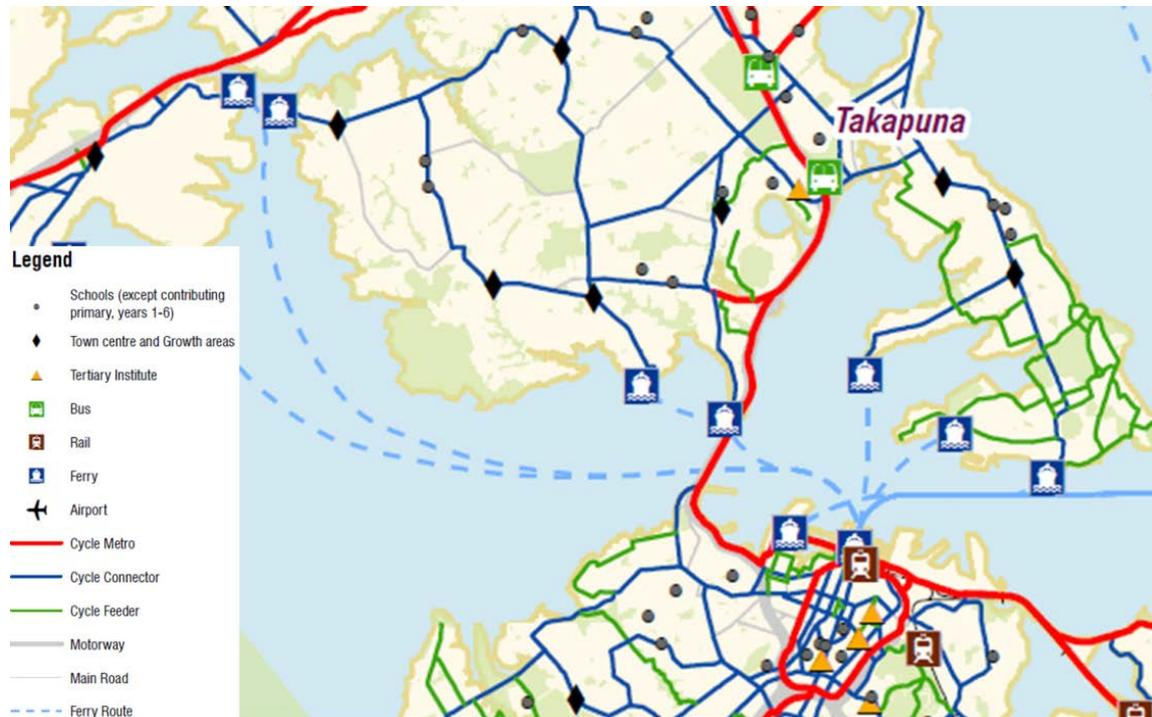 Takapuna
Legend
Schools (except contributing
primary, years 1-6)
Town centre and Growth areas
Tertiary Institute
Bus
Rail
Ferry
Airport
Cycle Metro
Cycle Connector
Cycle Feeder
Motorway
Main Road
Ferry Route